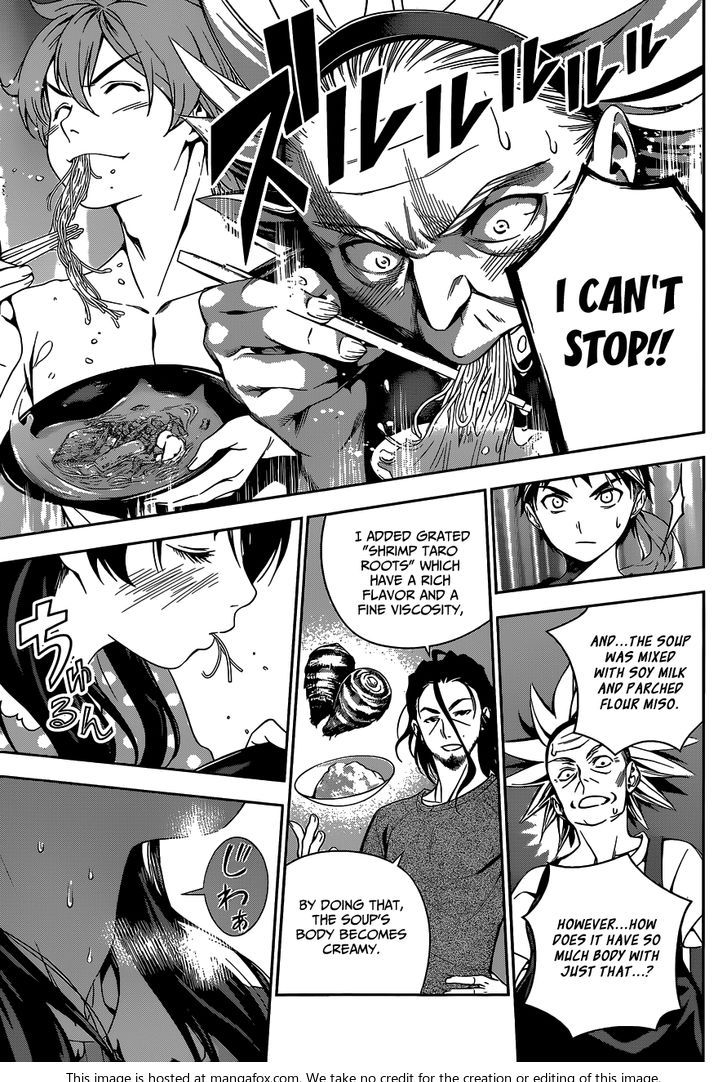 ズルルルルル
I CAN'T
STOP!!
AND...THE SOUP
WAS MIXED
WITH SOY MILK
AND PARCHED
FLOUR MISO.
HOWEVER...HOW
DOES IT HAVE SO
MUCH BODY WITH
JUST THAT...?
I ADDED GRATED
"SHRIMP TARO
ROOTS" WHICH
HAVE A RICH
FLAVOR AND A
FINE VISCOSITY,
BY DOING THAT,
THE SOUP'S
BODY BECOMES
CREAMY.
ちゅるん
じわぁ
This image is hosted at mangafox.com. We take no credit for the creation or editing of this image.